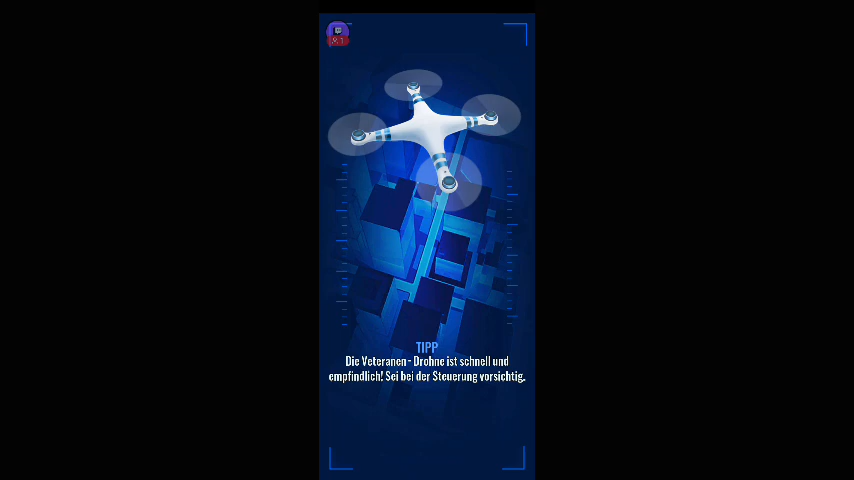 TIPP
Die Veteranen - Drohne ist schnell und
empfindlich! Sei bei der Steuerung vorsichtig.